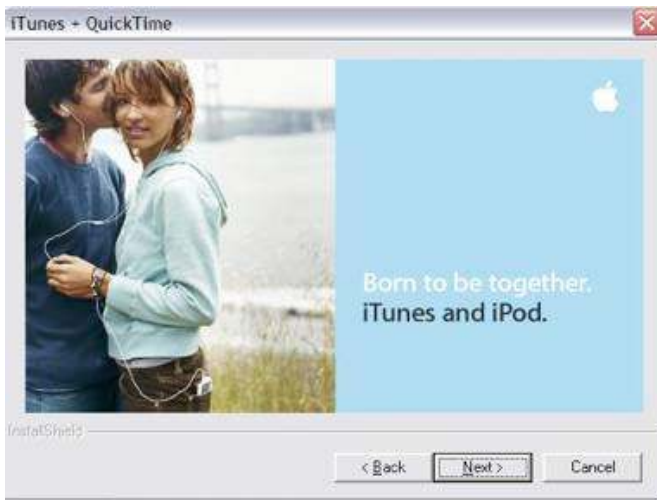 iTunes + QuickTime
Born to be together.
iTunes and iPod.
InstallShield
< Back
Next >
Cancel